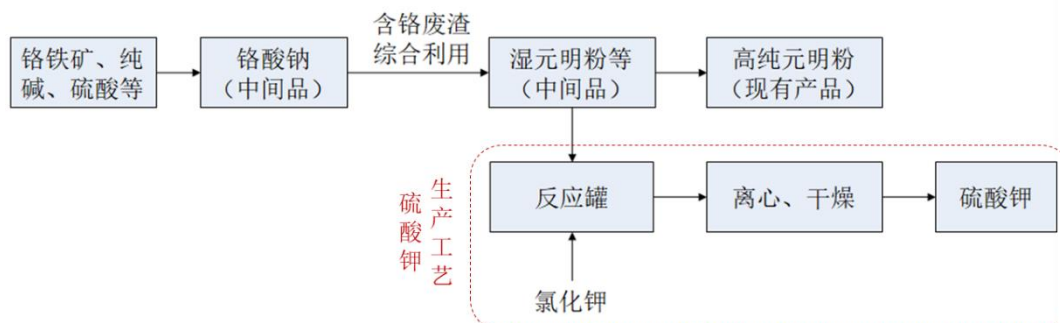 铬铁矿、纯
碱、硫酸等
铬酸钠
（中间品）
含铬废渣
综合利用
湿元明粉等
（中间品）
高纯元明粉
（现有产品）
硫酸钾
生产工艺
反应罐
离心、干燥
硫酸钾
氯化钾